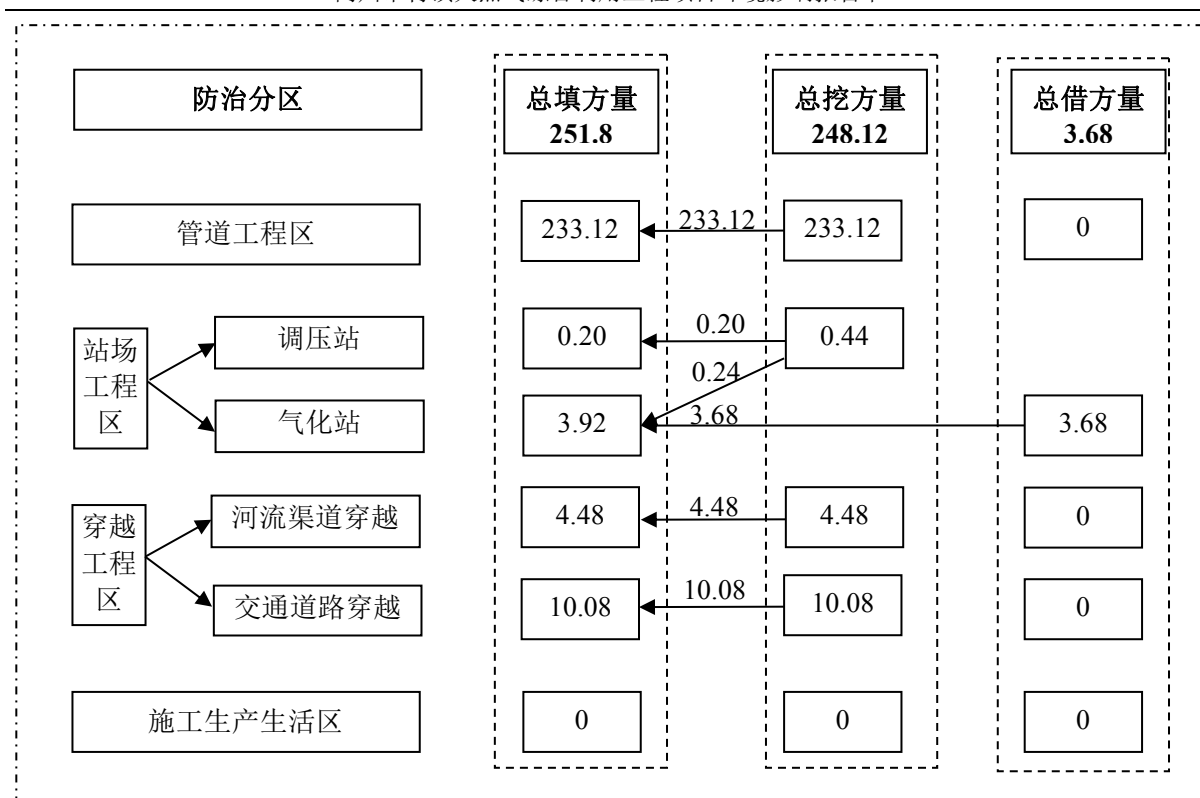 防治分区
总填方量
251.8
总挖方量
248.12
总借方量
3.68
管道工程区
233.12
233.12
233.12
0
站场
工程
区
调压站
0.20
0.20
0.44
0.24
气化站
3.92
3.68
3.68
穿越
工程
区
河流渠道穿越
4.48
4.48
4.48
0
交通道路穿越
10.08
10.08
10.08
0
施工生产生活区
0
0
0